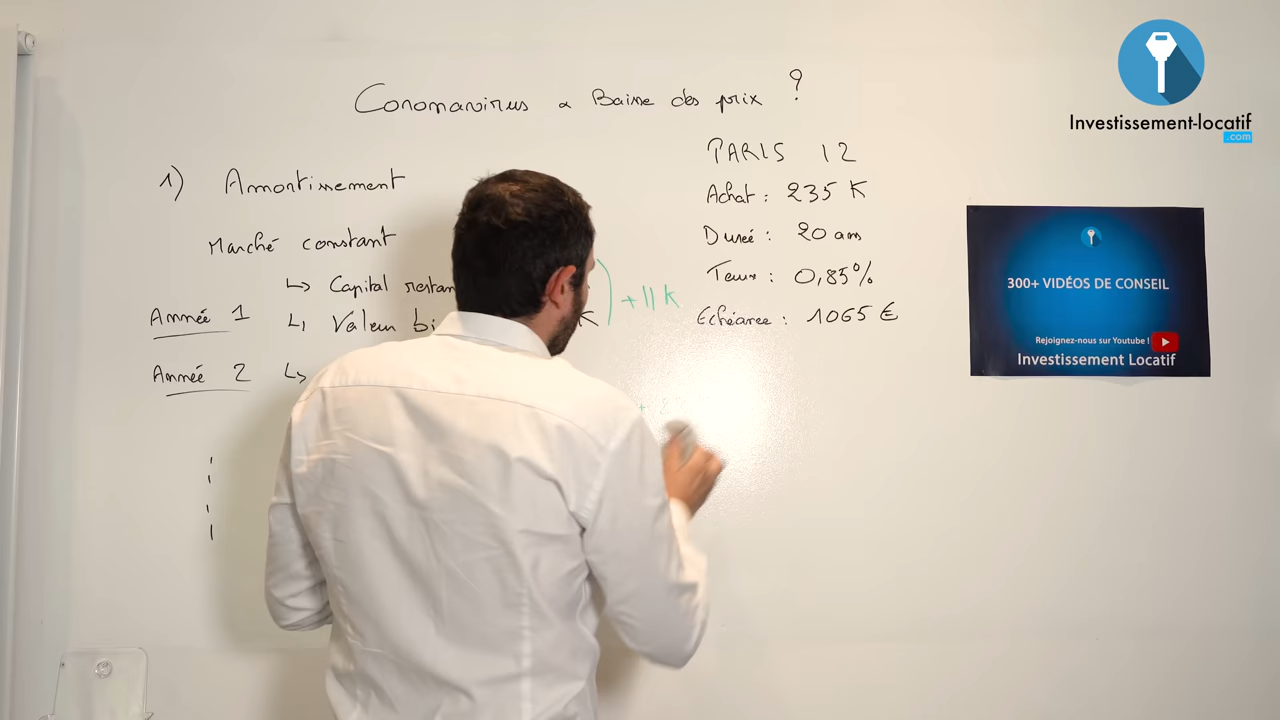 Coronavirus & Baisse des prix ?
1) Amortissement
Marché constant
↳ Capital restan
Année 1 ↳ Valeur bi K
) +11 K
Année 2 ↳
PARIS 12
Achat : 235 K
Durée : 20 ans
Taux : 0,85%
Echéance : 1065 €
Investissement-locatif
.com
300+ VIDÉOS DE CONSEIL
Rejoignez-nous sur Youtube !
Investissement Locatif